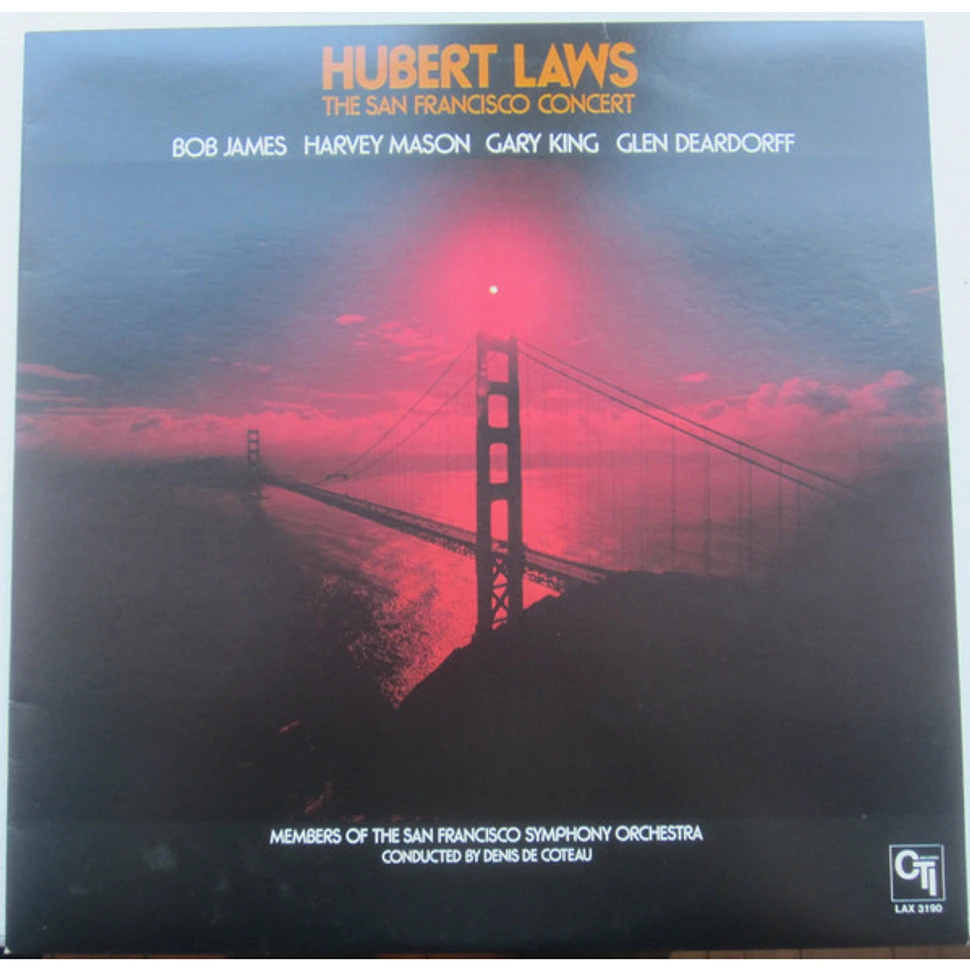 HUBERT LAWS
THE SAN FRANCISCO CONCERT
BOB JAMES HARVEY MASON GARY KING GLEN DEARDORFF
MEMBERS OF THE SAN FRANCISCO SYMPHONY ORCHESTRA
CONDUCTED BY DENIS DE COTEAU
CTI
LAX 3190